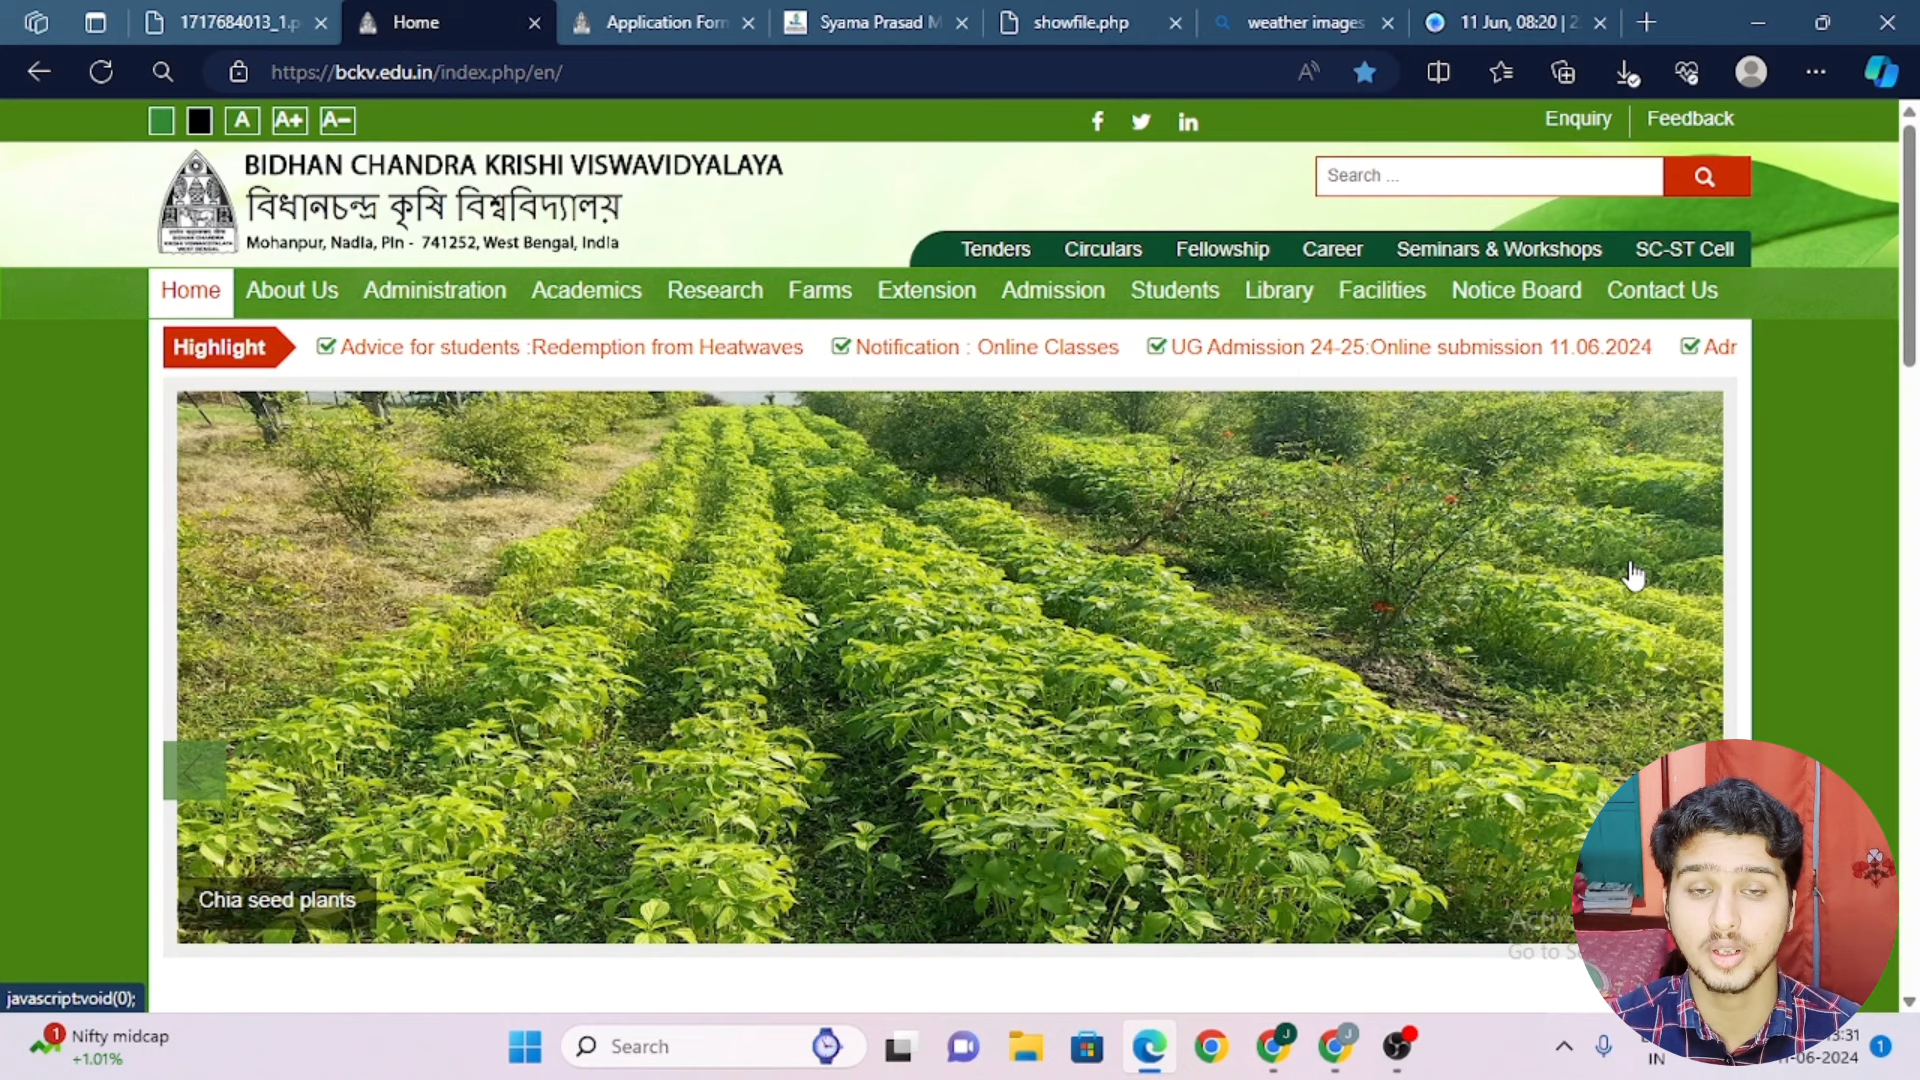 1717684013_1.p
Home
Application Forn
Syama Prasad M
showfile.php
weather images
11 Jun, 08:20 | 2
https://bckv.edu.in/index.php/en/
A A+ A-
Enquiry
Feedback
BIDHAN CHANDRA KRISHI VISWAVIDYALAYA
বিধানচন্দ্র কৃষি বিশ্ববিদ্যালয়
Mohanpur, Nadia, Pin - 741252, West Bengal, India
Search ...
Tenders Circulars Fellowship Career Seminars & Workshops SC-ST Cell
Home About Us Administration Academics Research Farms Extension Admission Students Library Facilities Notice Board Contact Us
Highlight
Advice for students :Redemption from Heatwaves
Notification : Online Classes
UG Admission 24-25:Online submission 11.06.2024
Adr
Chia seed plants
Go to
javascript:void(0);
Nifty midcap
+1.01%
Search
IN
-06-2024